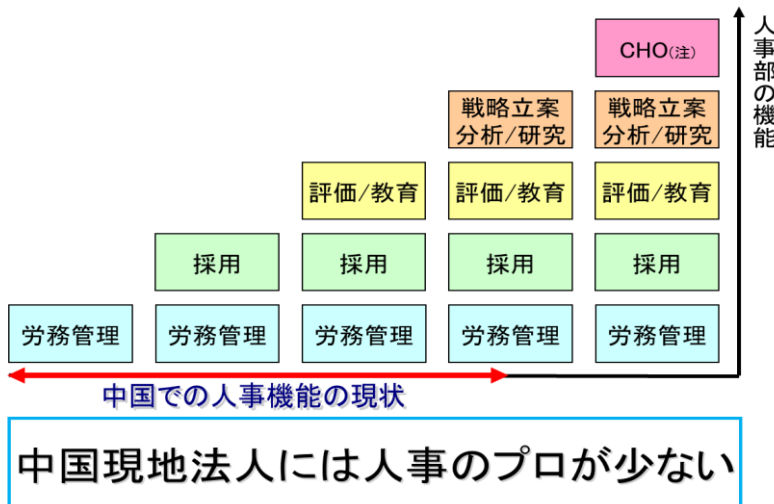 CHO(注)
人事部の機能
戦略立案
分析/研究
戦略立案
分析/研究
評価/教育
評価/教育
評価/教育
採用
採用
採用
採用
労務管理
労務管理
労務管理
労務管理
労務管理
中国での人事機能の現状
中国現地法人には人事のプロが少ない